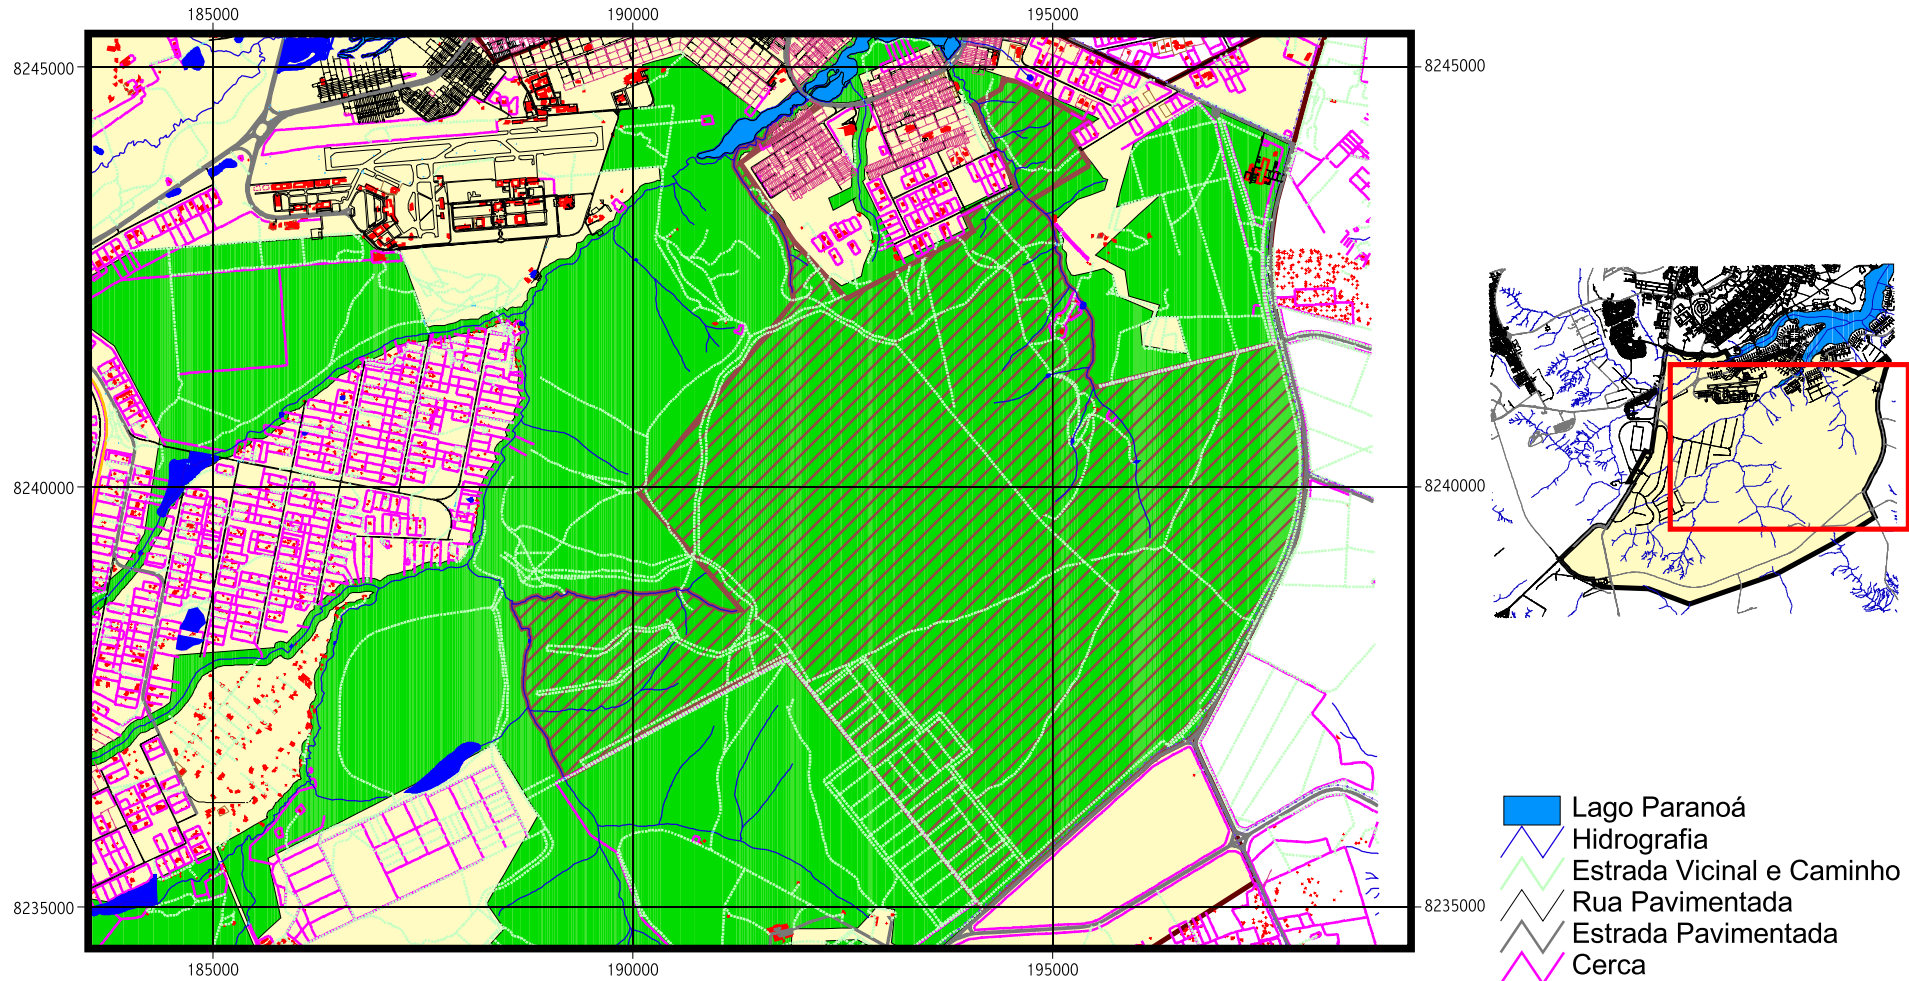 185000 190000 195000
8245000 8245000
8240000 8240000
8235000 8235000
185000 190000 195000
Lago Paranoá
Hidrografia
Estrada Vicinal e Caminho
Rua Pavimentada
Estrada Pavimentada
Cerca